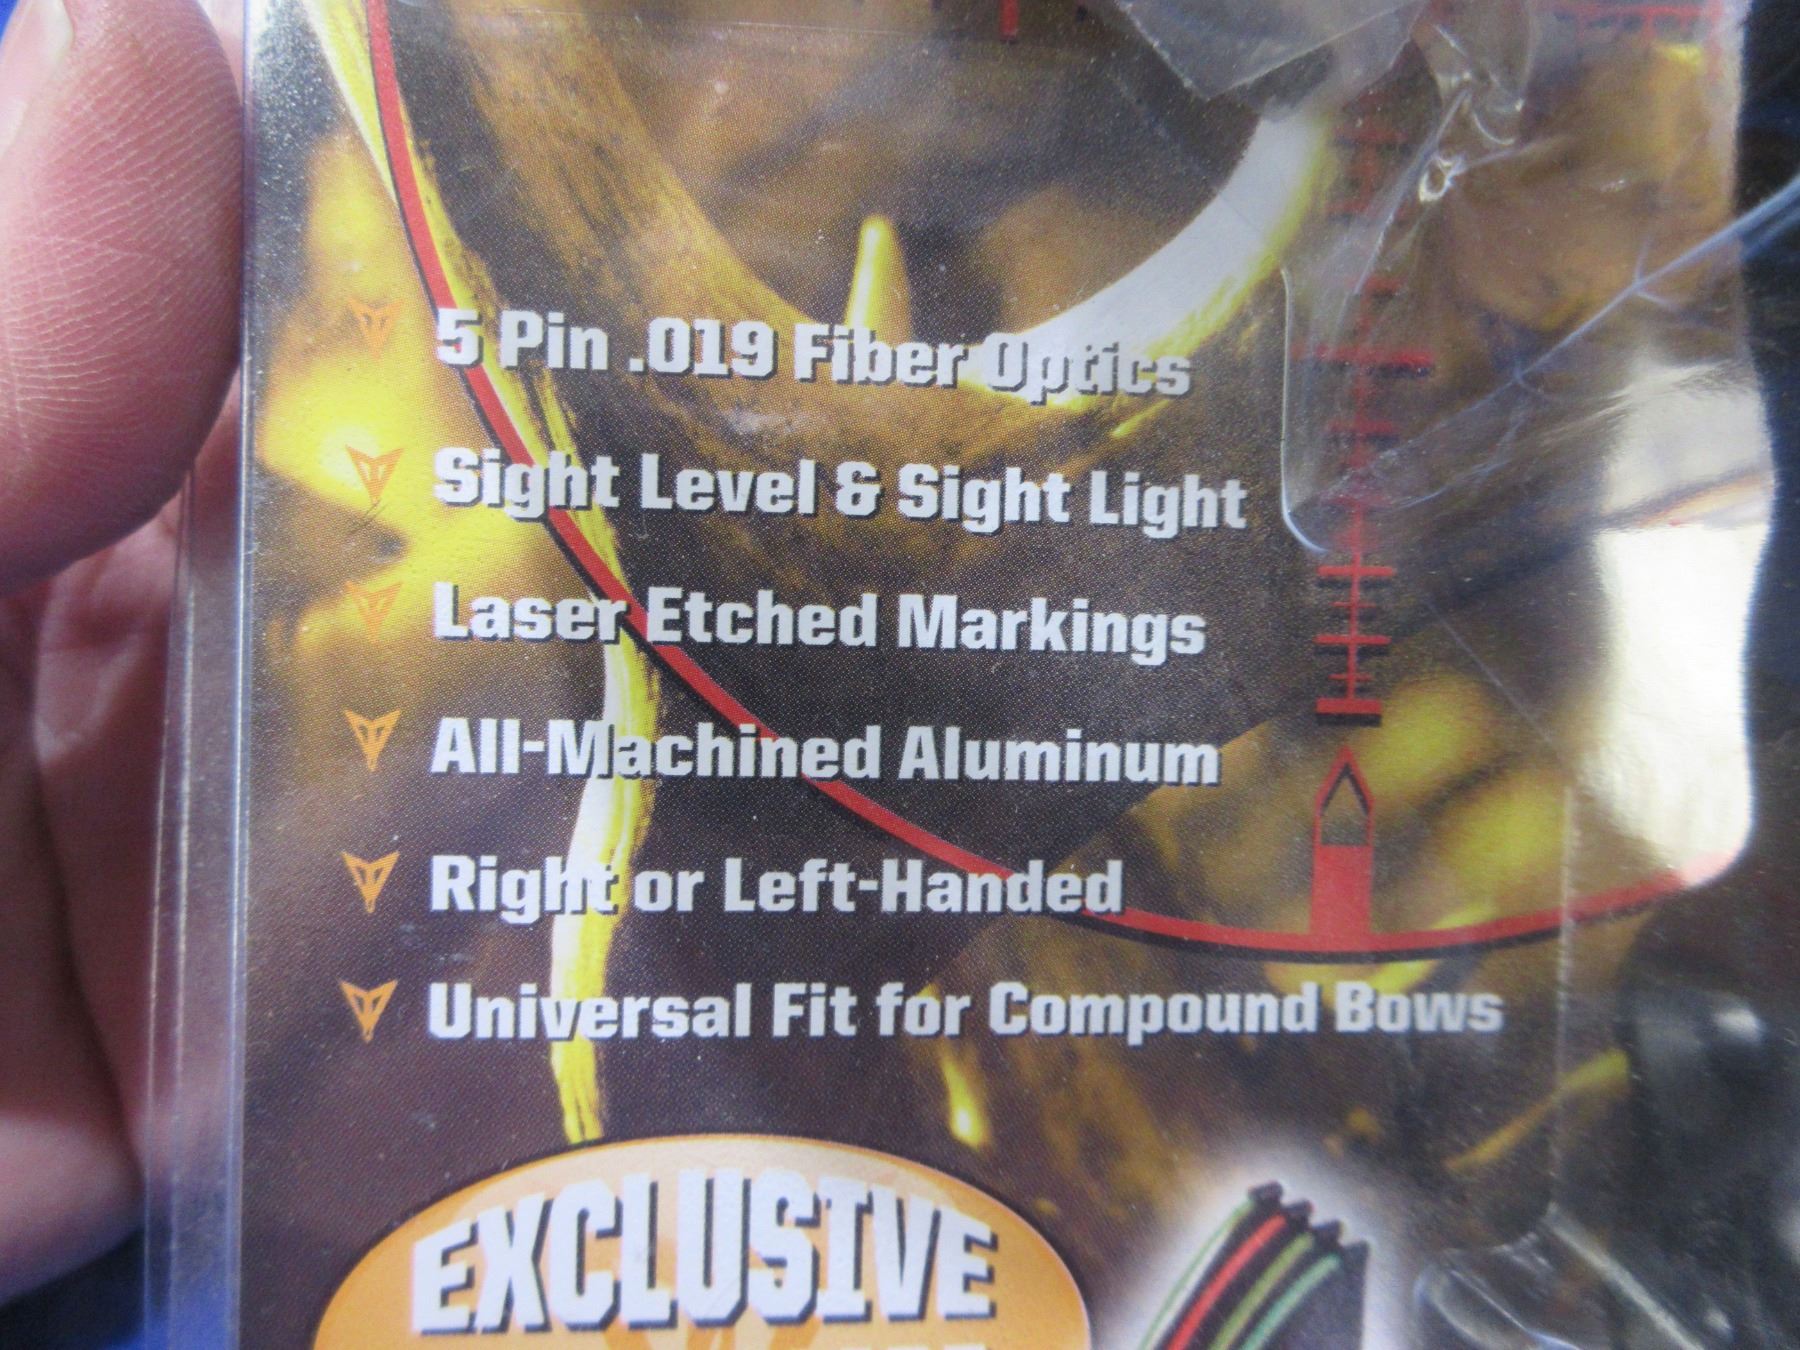 5 Pin .019 Fiber Optics
Sight Level & Sight Light
Laser Etched Markings
All-Machined Aluminum
Right or Left-Handed
Universal Fit for Compound Bows
EXCLUSIVE